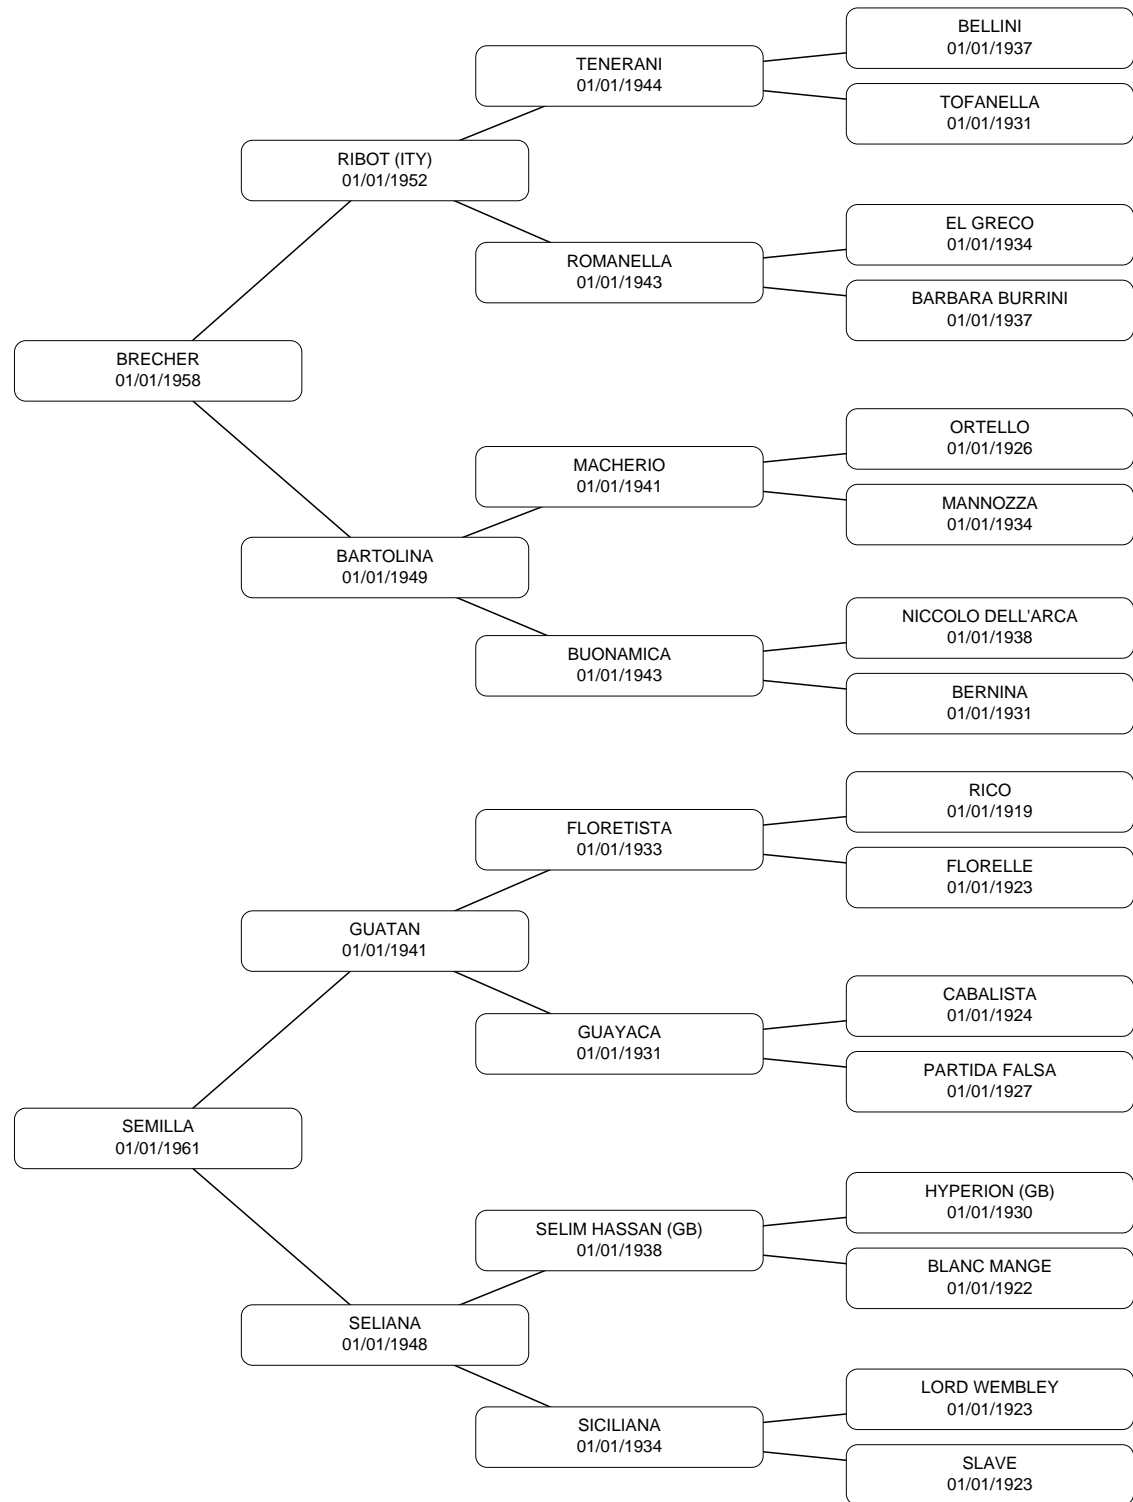 BELLINI
01/01/1937
TENERANI
01/01/1944
TOFANELLA
01/01/1931
RIBOT (ITY)
01/01/1952
EL GRECO
01/01/1934
ROMANELLA
01/01/1943
BARBARA BURRINI
01/01/1937
BRECHER
01/01/1958
ORTELLO
01/01/1926
MACHERIO
01/01/1941
MANNOZZA
01/01/1934
BARTOLINA
01/01/1949
NICCOLO DELL'ARCA
01/01/1938
BUONAMICA
01/01/1943
BERNINA
01/01/1931
RICO
01/01/1919
FLORETISTA
01/01/1933
FLORELLE
01/01/1923
GUATAN
01/01/1941
CABALISTA
01/01/1924
GUAYACA
01/01/1931
PARTIDA FALSA
01/01/1927
SEMILLA
01/01/1961
HYPERION (GB)
01/01/1930
SELIM HASSAN (GB)
01/01/1938
BLANC MANGE
01/01/1922
SELIANA
01/01/1948
LORD WEMBLEY
01/01/1923
SICILIANA
01/01/1934
SLAVE
01/01/1923